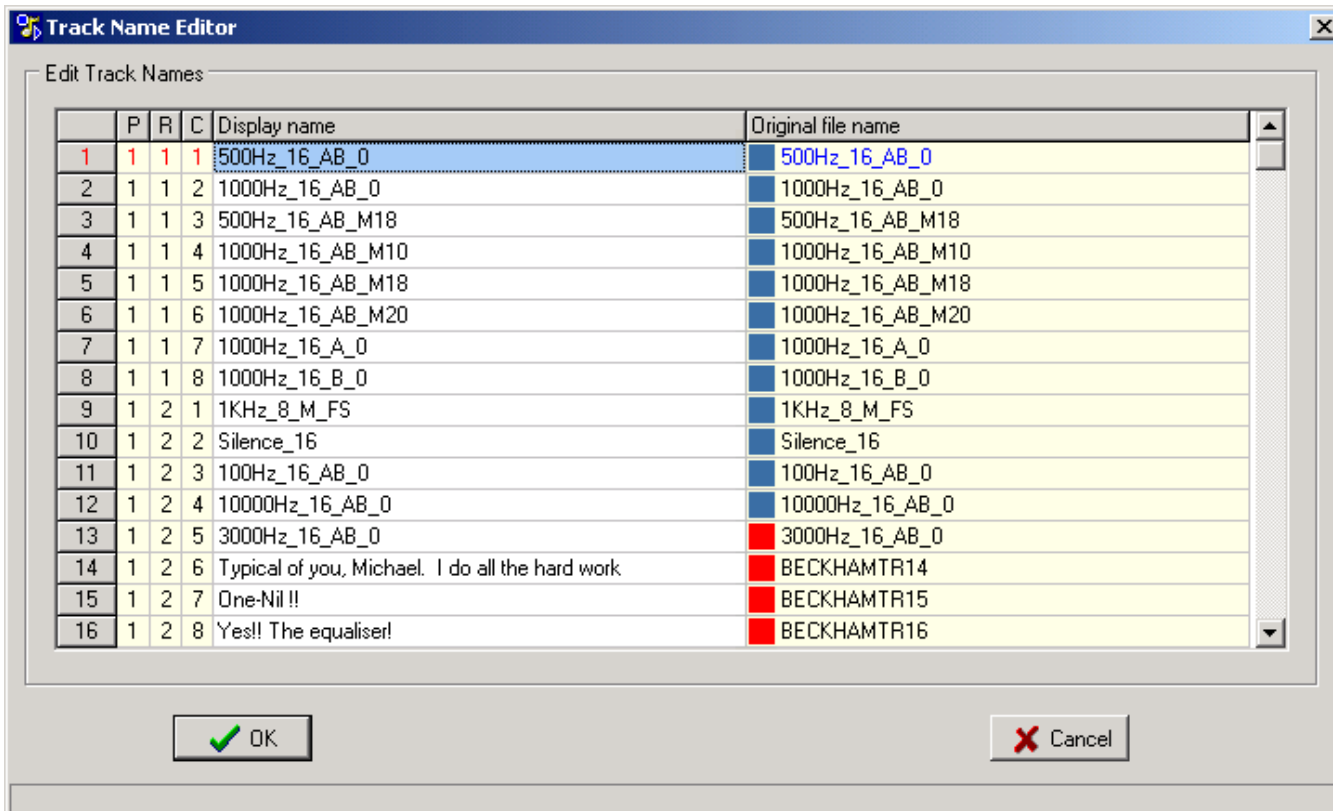 Track Name Editor
Edit Track Names
P R C Display name Original file name
1 1 1 1 500Hz_16_AB_0 500Hz_16_AB_0
2 1 1 2 1000Hz_16_AB_0 1000Hz_16_AB_0
3 1 1 3 500Hz_16_AB_M18 500Hz_16_AB_M18
4 1 1 4 1000Hz_16_AB_M10 1000Hz_16_AB_M10
5 1 1 5 1000Hz_16_AB_M18 1000Hz_16_AB_M18
6 1 1 6 1000Hz_16_AB_M20 1000Hz_16_AB_M20
7 1 1 7 1000Hz_16_A_0 1000Hz_16_A_0
8 1 1 8 1000Hz_16_B_0 1000Hz_16_B_0
9 1 2 1 1KHz_8_M_FS 1KHz_8_M_FS
10 1 2 2 Silence_16 Silence_16
11 1 2 3 100Hz_16_AB_0 100Hz_16_AB_0
12 1 2 4 10000Hz_16_AB_0 10000Hz_16_AB_0
13 1 2 5 3000Hz_16_AB_0 3000Hz_16_AB_0
14 1 2 6 Typical of you, Michael.  I do all the hard work BECKHAMTR14
15 1 2 7 One-Nil !! BECKHAMTR15
16 1 2 8 Yes!! The equaliser! BECKHAMTR16
OK Cancel